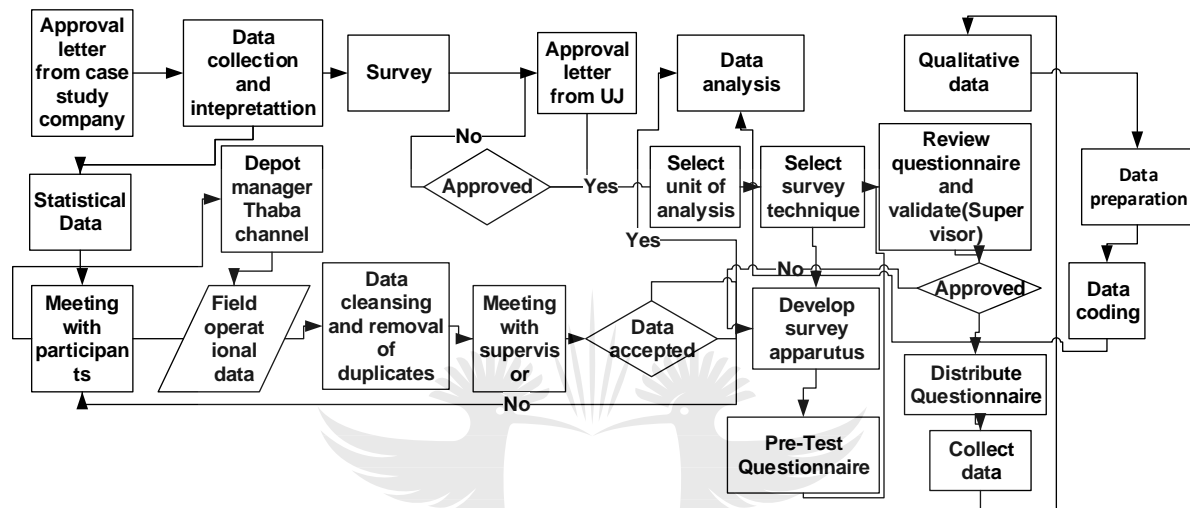 Approval
letter
from case
study
company
Data
collection
and
intepretattion
Survey
Approval
letter
from UJ
Data
analysis
Qualitative
data
No
Approved
Yes
Select
unit of
analysis
Select
survey
technique
Review
questionnaire
and
validate(Super
visor)
Data
preparation
Statistical
Data
Depot
manager
Thaba
channel
Yes
No
Meeting
with
participan
ts
Field
operat
ional
data
Data
cleansing
and removal
of
duplicates
Meeting
with
supervis
or
Data
accepted
Develop
survey
apparutus
Approved
Data
coding
No
Distribute
Questionnaire
Pre-Test
Questionnaire
Collect
data